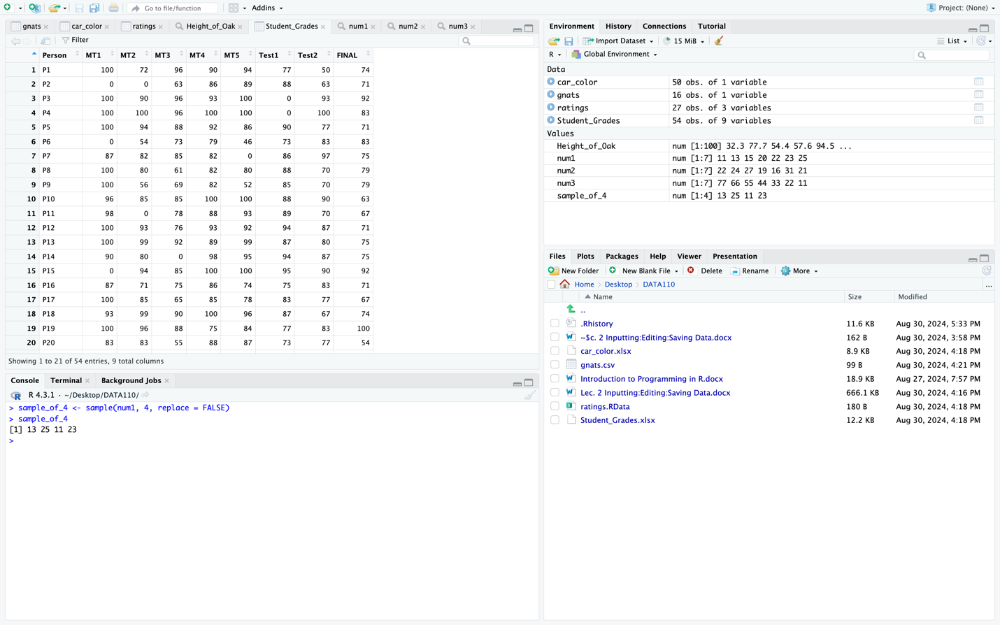 Go to file/function Addins Project: (None)
gnats car_color ratings Height_of_Oak Student_Grades num1 num2 num3
Filter
Person MT1 MT2 MT3 MT4 MT5 Test1 Test2 FINAL
1 P1 100 72 96 90 94 77 50 74
2 P2 0 0 63 86 89 88 63 71
3 P3 100 90 96 93 100 0 93 92
4 P4 100 100 96 100 100 0 100 83
5 P5 100 94 88 92 86 90 77 71
6 P6 0 54 73 79 46 73 83 83
7 P7 87 82 85 82 0 86 97 75
8 P8 100 80 61 82 80 88 70 79
9 P9 100 56 69 82 52 85 70 79
10 P10 96 85 85 100 100 88 90 63
11 P11 98 0 78 88 93 89 70 67
12 P12 100 93 76 93 92 94 87 71
13 P13 100 99 92 89 99 87 80 75
14 P14 90 80 0 98 95 94 87 75
15 P15 0 94 85 100 100 95 90 92
16 P16 87 71 75 86 74 75 83 71
17 P17 100 85 65 85 78 83 77 67
18 P18 93 99 90 100 96 87 67 74
19 P19 100 96 88 75 84 77 83 100
20 P20 83 83 55 88 87 73 77 54
Showing 1 to 21 of 54 entries, 9 total columns
Console Terminal Background Jobs
R 4.3.1 · ~/Desktop/DATA110/
> sample_of_4 <- sample(num1, 4, replace = FALSE)
> sample_of_4
[1] 13 25 11 23
>
Environment History Connections Tutorial
Import Dataset 15 MiB List
R Global Environment
Data
car_color 50 obs. of 1 variable
gnats 16 obs. of 1 variable
ratings 27 obs. of 3 variables
Student_Grades 54 obs. of 9 variables
Values
Height_of_Oak num [1:100] 32.3 77.7 54.4 57.6 94.5 ...
num1 num [1:7] 11 13 15 20 22 23 25
num2 num [1:7] 22 24 27 19 16 31 21
num3 num [1:7] 77 66 55 44 33 22 11
sample_of_4 num [1:4] 13 25 11 23
Files Plots Packages Help Viewer Presentation
New Folder New Blank File Delete Rename More
Home Desktop DATA110 ...
Name Size Modified
..
.Rhistory 11.6 KB Aug 30, 2024, 5:33 PM
~$c. 2 Inputting:Editing:Saving Data.docx 162 B Aug 30, 2024, 3:58 PM
car_color.xlsx 8.9 KB Aug 30, 2024, 4:18 PM
gnats.csv 99 B Aug 30, 2024, 4:21 PM
Introduction to Programming in R.docx 18.9 KB Aug 27, 2024, 7:57 PM
Lec. 2 Inputting:Editing:Saving Data.docx 666.1 KB Aug 30, 2024, 4:16 PM
ratings.RData 180 B Aug 30, 2024, 4:18 PM
Student_Grades.xlsx 12.2 KB Aug 30, 2024, 4:18 PM